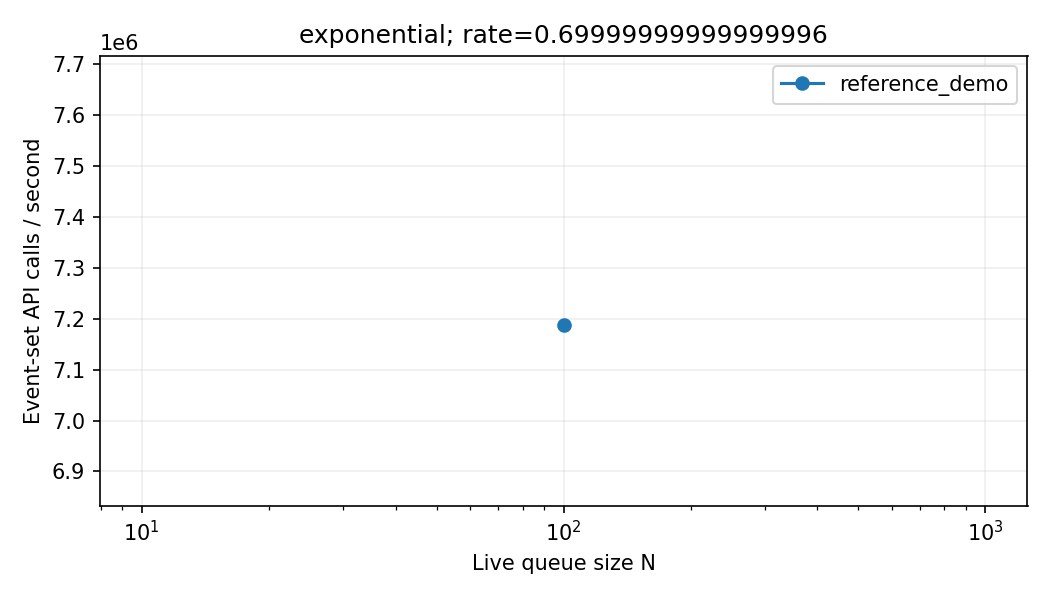 exponential; rate=0.69999999999999996
1e6
reference_demo
7.7
7.6
7.5
7.4
7.3
7.2
7.1
7.0
6.9
Event-set API calls / second
10¹
10²
10³
Live queue size N